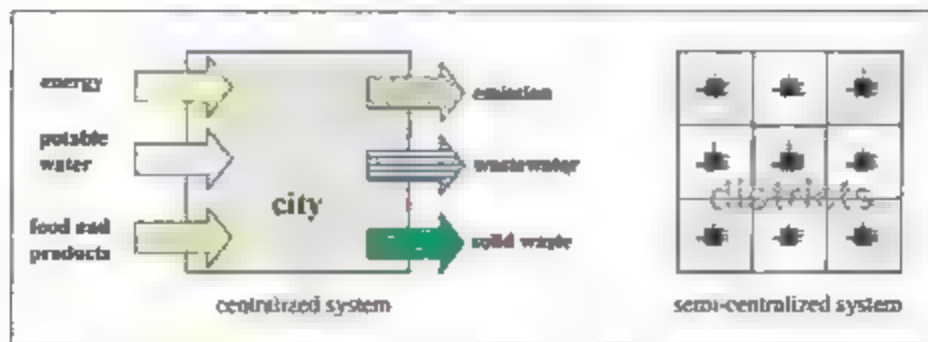 energy
potable
water
food and
products
city
emission
wastewater
solid waste
centralized system
districts
semi-centralized system